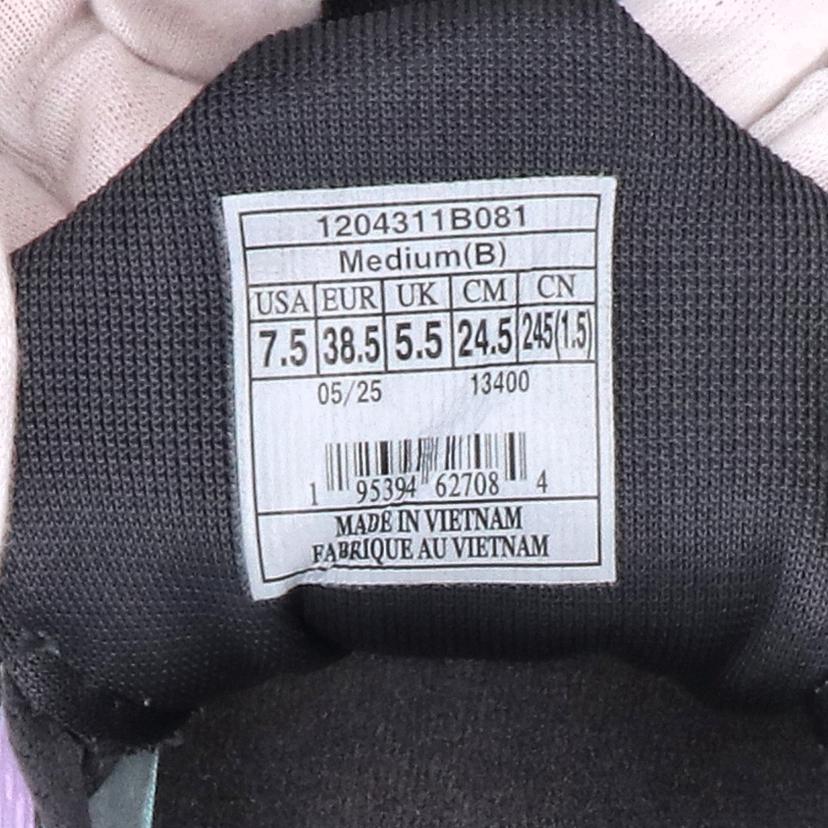 1204311B081
Medium(B)
USA EUR UK CM CN
7.5 38.5 5.5 24.5 245(1.5)
05/25 13400
1 95394 62708 4
MADE IN VIETNAM
FABRIQUE AU VIETNAM